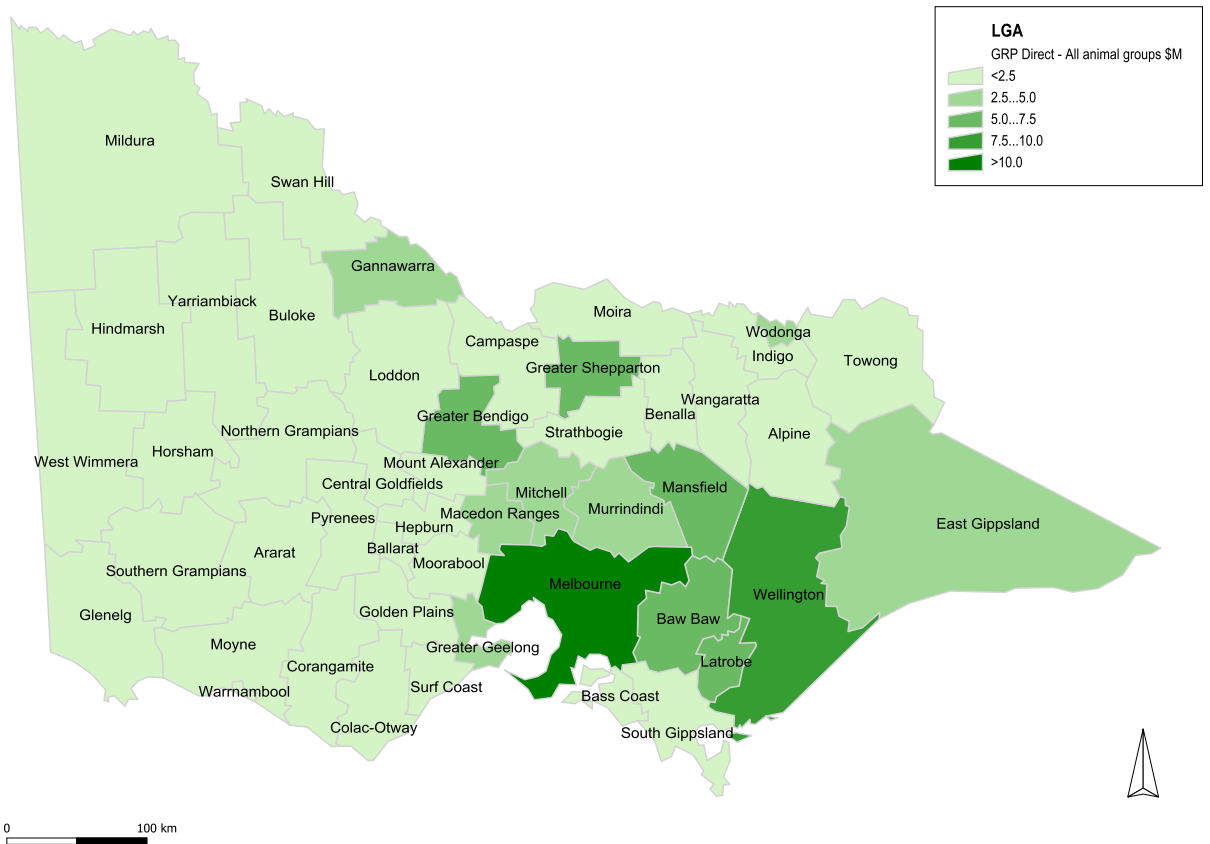 LGA
GRP Direct - All animal groups $M
<2.5
2.5...5.0
5.0...7.5
7.5...10.0
>10.0
Mildura
Swan Hill
Gannawarra
Yarriambiack
Buloke
Hindmarsh
Moira
Wodonga
Campaspe
Indigo
Towong
Greater Shepparton
Loddon
Wangaratta
Benalla
Greater Bendigo
Northern Grampians
Strathbogie
Alpine
Horsham
West Wimmera
Mount Alexander
Central Goldfields
Mansfield
Mitchell
Murrindindi
Macedon Ranges
Pyrenees
Hepburn
East Gippsland
Ballarat
Ararat
Moorabool
Southern Grampians
Melbourne
Wellington
Glenelg
Golden Plains
Baw Baw
Moyne
Greater Geelong
Latrobe
Corangamite
Warrnambool
Surf Coast
Bass Coast
Colac-Otway
South Gippsland
0 100 km